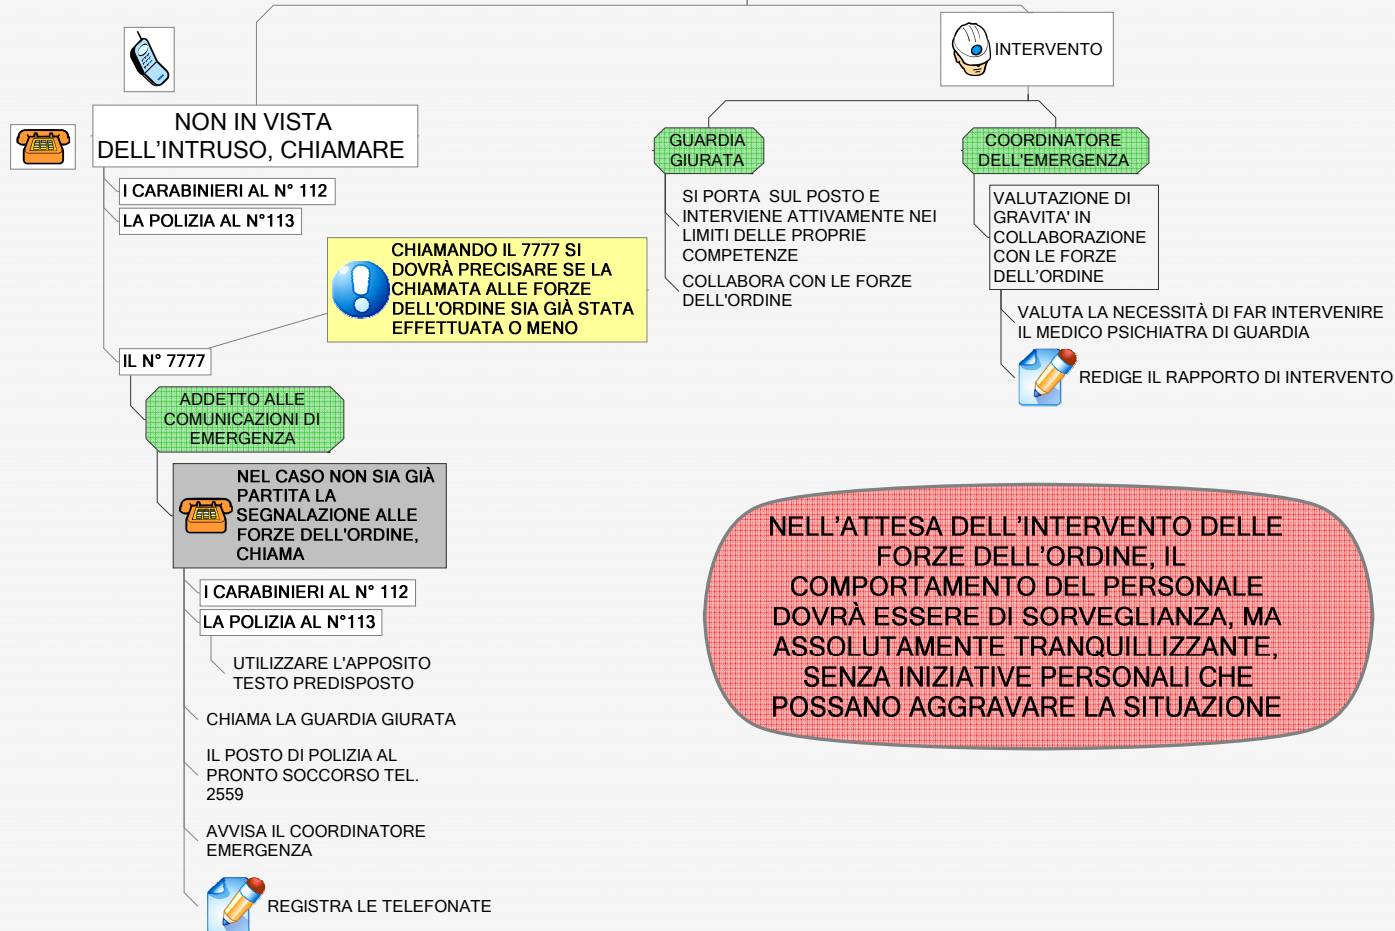 NON IN VISTA
DELL'INTRUSO, CHIAMARE
I CARABINIERI AL N° 112
LA POLIZIA AL N°113
CHIAMANDO IL 7777 SI
DOVRÀ PRECISARE SE LA
CHIAMATA ALLE FORZE
DELL'ORDINE SIA GIÀ STATA
EFFETTUATA O MENO
IL N° 7777
ADDETTO ALLE
COMUNICAZIONI DI
EMERGENZA
NEL CASO NON SIA GIÀ
PARTITA LA
SEGNALAZIONE ALLE
FORZE DELL'ORDINE,
CHIAMA
I CARABINIERI AL N° 112
LA POLIZIA AL N°113
UTILIZZARE L'APPOSITO
TESTO PREDISPOSTO
CHIAMA LA GUARDIA GIURATA
IL POSTO DI POLIZIA AL
PRONTO SOCCORSO TEL.
2559
AVVISA IL COORDINATORE
EMERGENZA
REGISTRA LE TELEFONATE
INTERVENTO
GUARDIA
GIURATA
SI PORTA SUL POSTO E
INTERVIENE ATTIVAMENTE NEI
LIMITI DELLE PROPRIE
COMPETENZE
COLLABORA CON LE FORZE
DELL'ORDINE
COORDINATORE
DELL'EMERGENZA
VALUTAZIONE DI
GRAVITA' IN
COLLABORAZIONE
CON LE FORZE
DELL'ORDINE
VALUTA LA NECESSITÀ DI FAR INTERVENIRE
IL MEDICO PSICHIATRA DI GUARDIA
REDIGE IL RAPPORTO DI INTERVENTO
NELL'ATTESA DELL'INTERVENTO DELLE
FORZE DELL'ORDINE, IL
COMPORTAMENTO DEL PERSONALE
DOVRÀ ESSERE DI SORVEGLIANZA, MA
ASSOLUTAMENTE TRANQUILLIZZANTE,
SENZA INIZIATIVE PERSONALI CHE
POSSANO AGGRAVARE LA SITUAZIONE